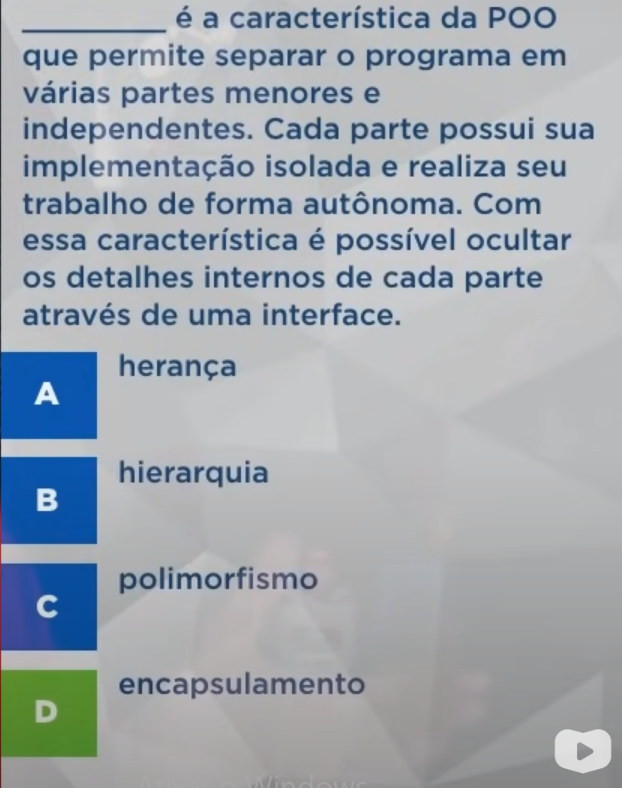 ________ é a característica da POO
que permite separar o programa em
várias partes menores e
independentes. Cada parte possui sua
implementação isolada e realiza seu
trabalho de forma autônoma. Com
essa característica é possível ocultar
os detalhes internos de cada parte
através de uma interface.
A herança
B hierarquia
C polimorfismo
D encapsulamento
Windows